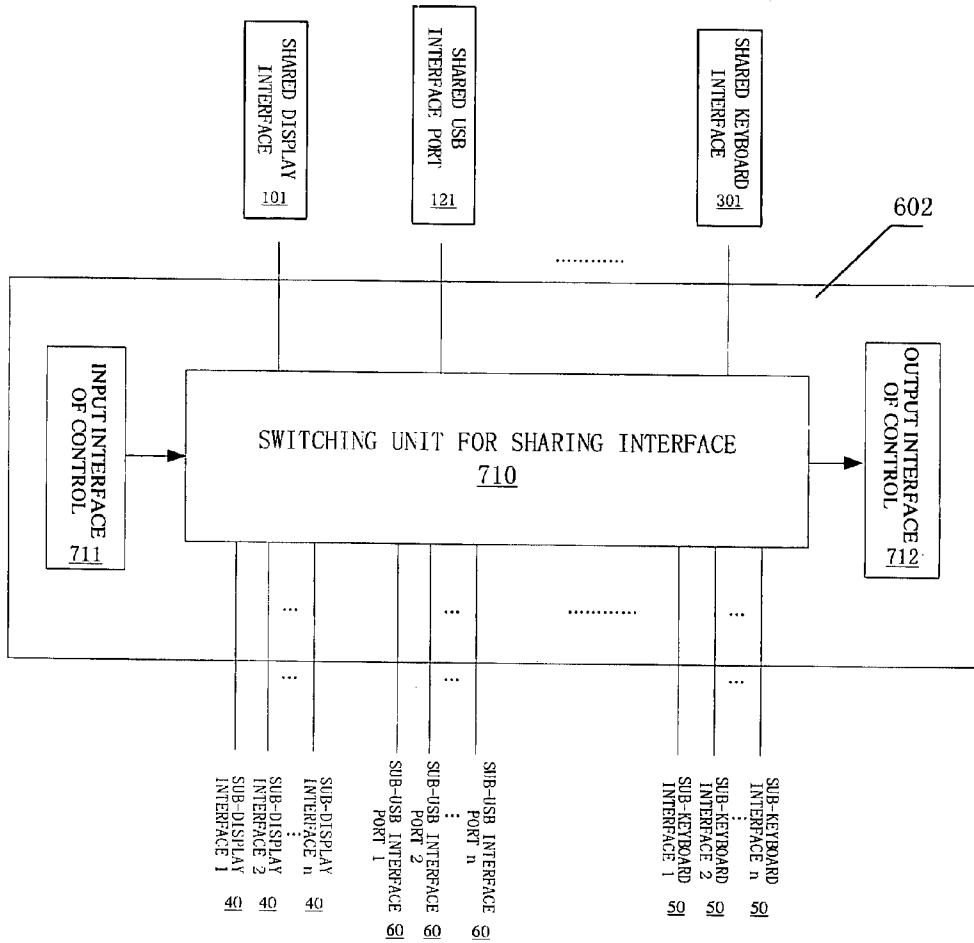 SHARED DISPLAY
INTERFACE
101
SHARED USB
INTERFACE PORT
121
SHARED KEYBOARD
INTERFACE
301
602
............
INPUT INTERFACE
OF CONTROL
711
SWITCHING UNIT FOR SHARING INTERFACE
710
OUTPUT INTERFACE
OF CONTROL
712
...
...
............
...
...
...
...
SUB-DISPLAY
INTERFACE 1
40
SUB-DISPLAY
INTERFACE 2
40
...
SUB-DISPLAY
INTERFACE n
40
SUB-USB INTERFACE
PORT 1
60
SUB-USB INTERFACE
PORT 2
60
...
SUB-USB INTERFACE
PORT n
60
SUB-KEYBOARD
INTERFACE 1
50
SUB-KEYBOARD
INTERFACE 2
50
...
SUB-KEYBOARD
INTERFACE n
50